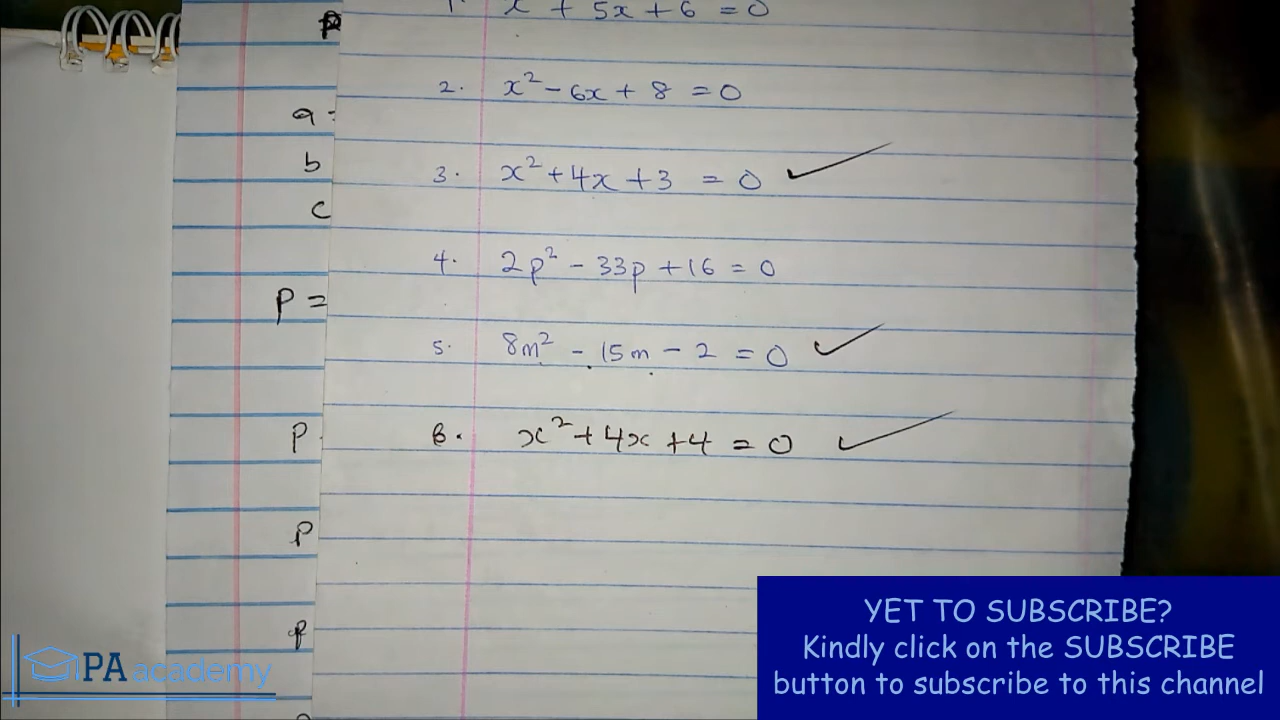 1. x + 5x + 6 = 0
2. x² - 6x + 8 = 0
3. x² + 4x + 3 = 0
4. 2p² - 33p + 16 = 0
5. 8m² - 15m - 2 = 0
6. x² + 4x + 4 = 0
a
b
c
P =
P
P
P
PA academy
YET TO SUBSCRIBE?
Kindly click on the SUBSCRIBE
button to subscribe to this channel